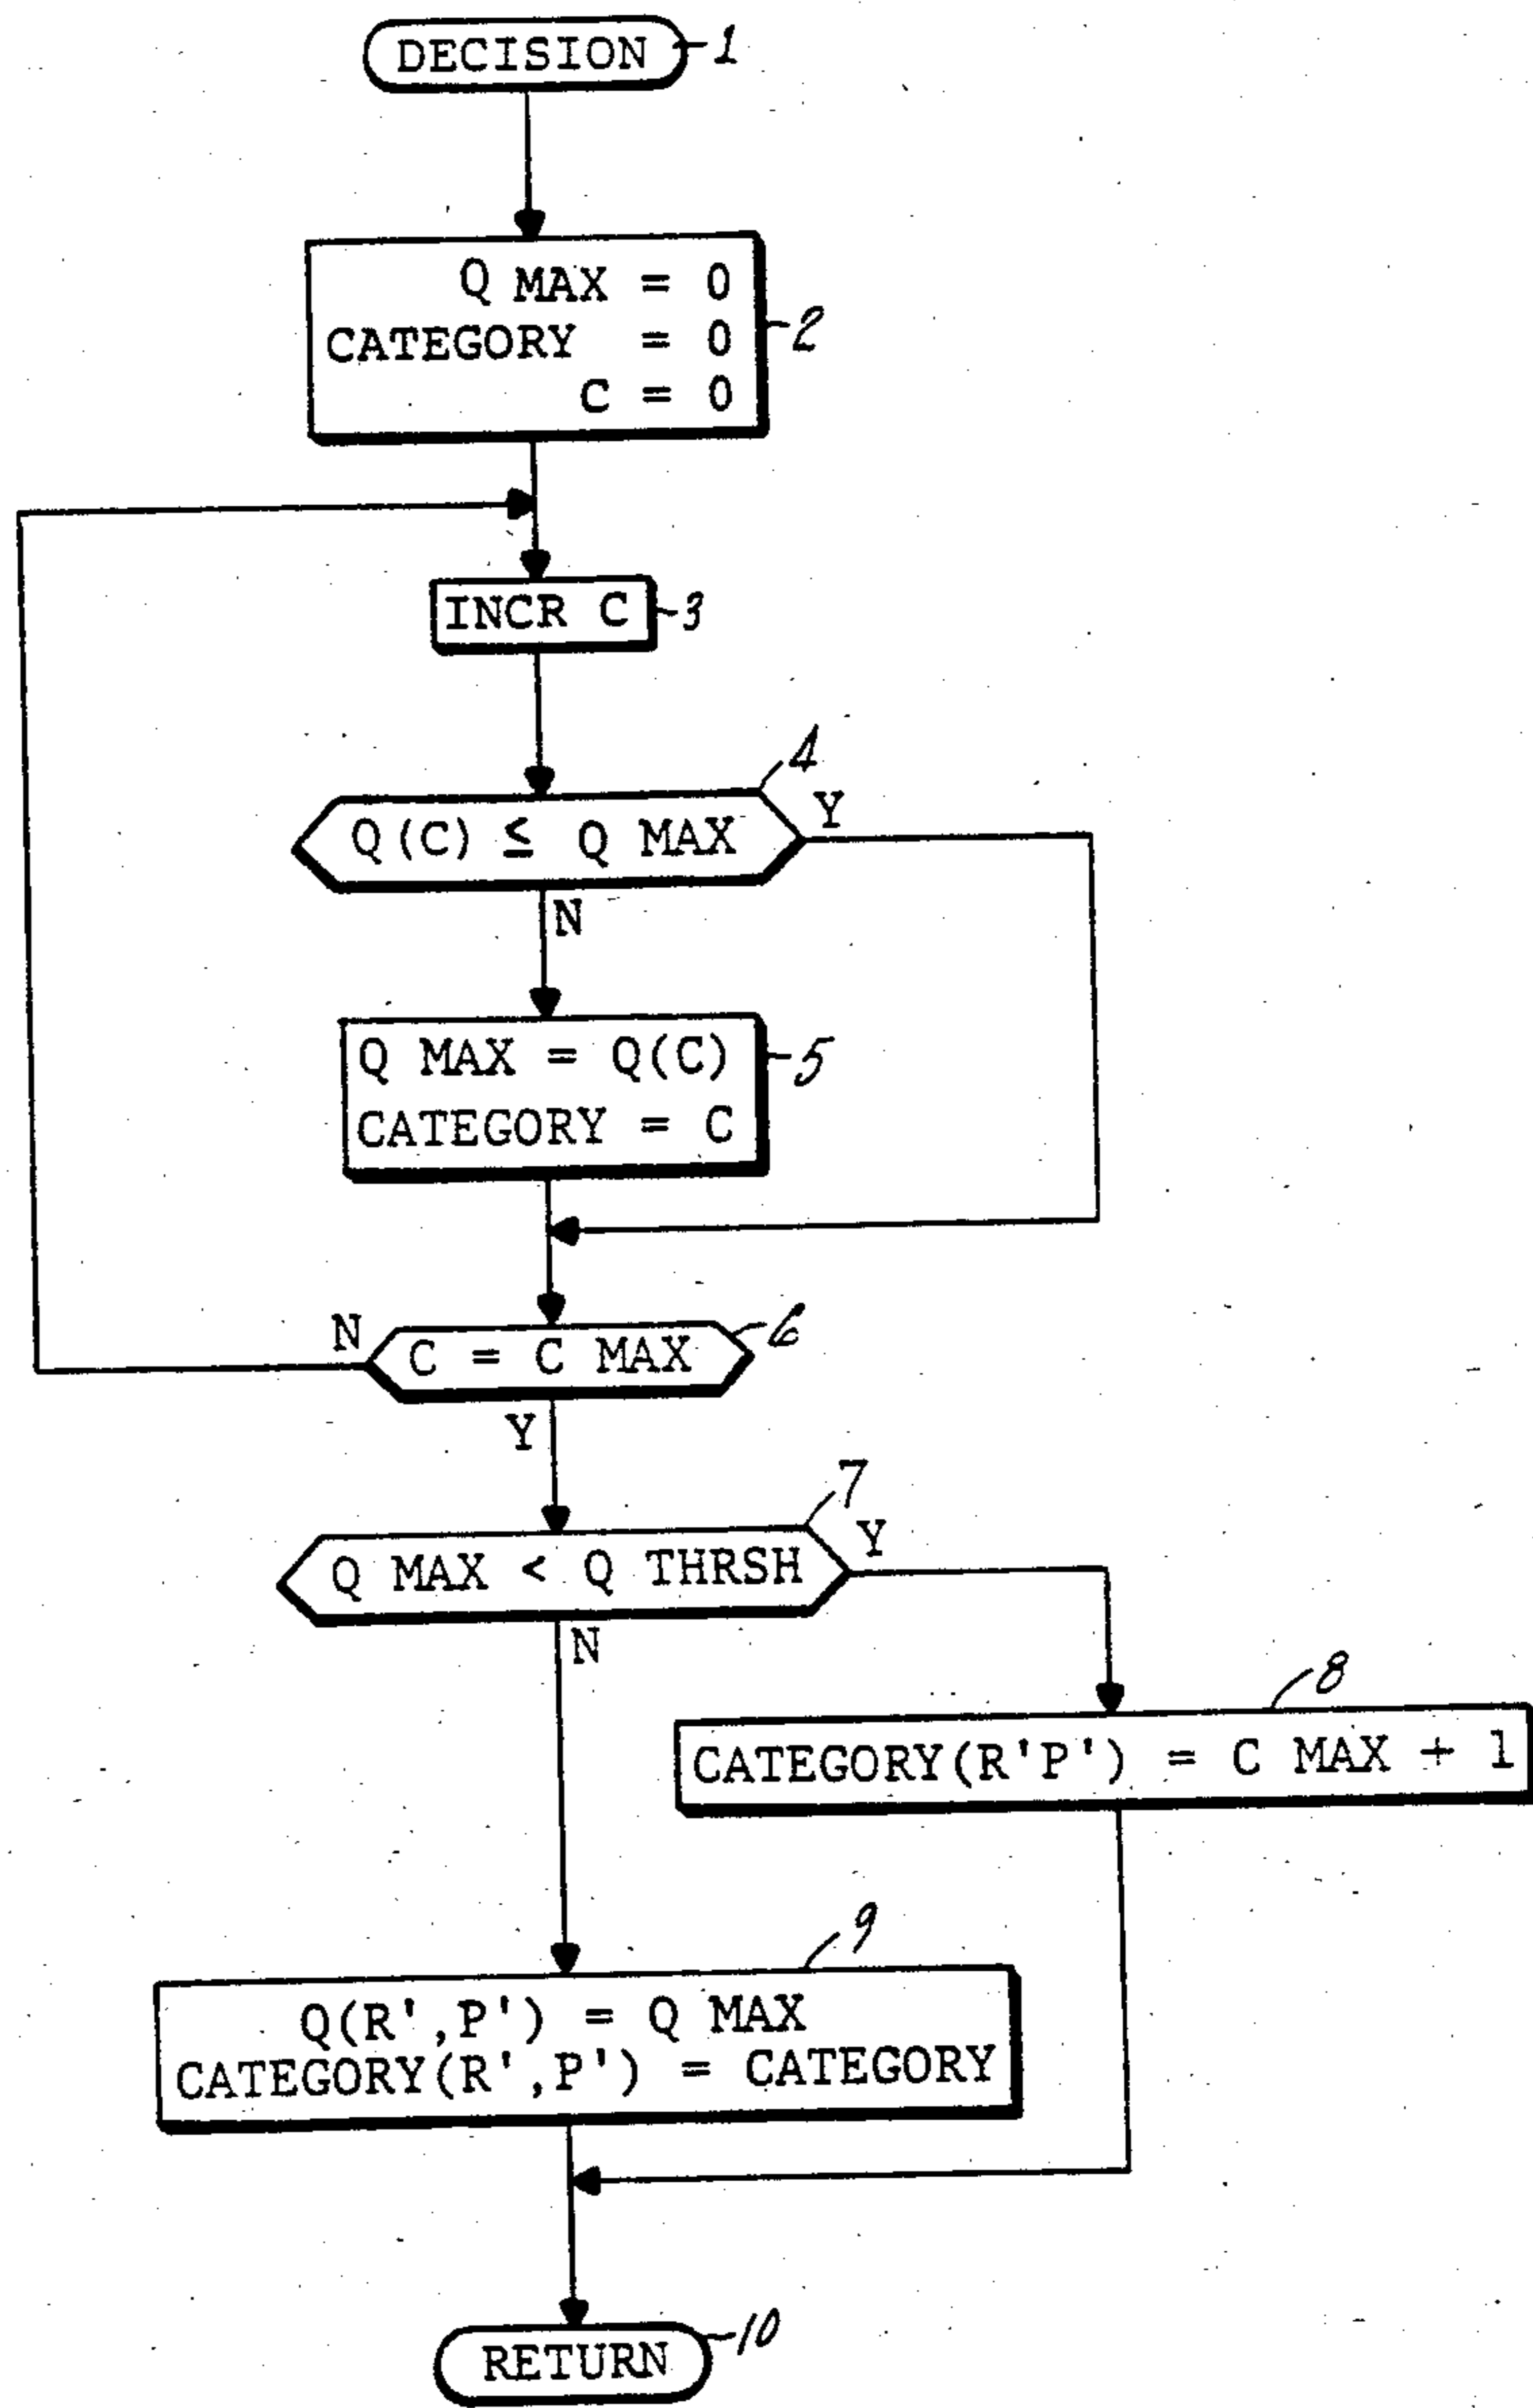 DECISION 1
Q MAX = 0
CATEGORY = 0
C = 0
2
INCR C 3
4
Q(C) ≤ Q MAX Y
N
Q MAX = Q(C)
CATEGORY = C
5
N C = C MAX 6
Y
7
Q MAX < Q THRSH Y
N
8
CATEGORY(R'P') = C MAX + 1
9
Q(R',P') = Q MAX
CATEGORY(R',P') = CATEGORY
RETURN 10